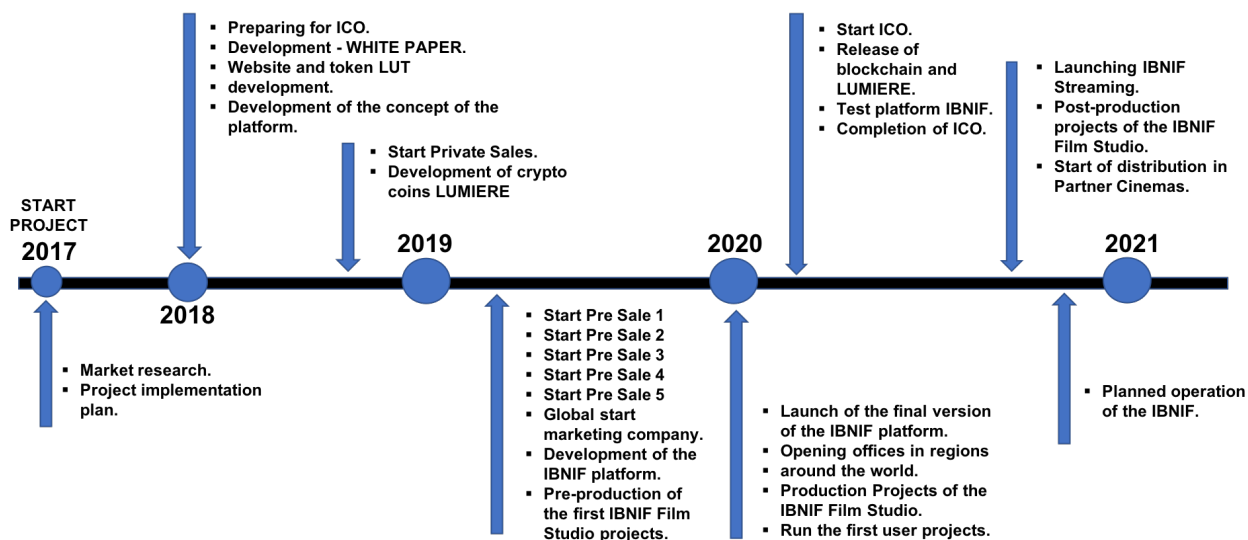 START
PROJECT
2017
▪ Market research.
▪ Project implementation
plan.
▪ Preparing for ICO.
▪ Development - WHITE PAPER.
▪ Website and token LUT
▪ development.
▪ Development of the concept of the
platform.
2018
▪ Start Private Sales.
▪ Development of crypto
coins LUMIERE
2019
▪ Start Pre Sale 1
▪ Start Pre Sale 2
▪ Start Pre Sale 3
▪ Start Pre Sale 4
▪ Start Pre Sale 5
▪ Global start
marketing company.
▪ Development of the
IBNIF platform.
▪ Pre-production of
the first IBNIF Film
Studio projects.
2020
▪ Launch of the final version
of the IBNIF platform.
▪ Opening offices in regions
▪ around the world.
▪ Production Projects of the
IBNIF Film Studio.
▪ Run the first user projects.
▪ Start ICO.
▪ Release of
blockchain and
LUMIERE.
▪ Test platform IBNIF.
▪ Completion of ICO.
▪ Launching IBNIF
Streaming.
▪ Post-production
projects of the IBNIF
Film Studio.
▪ Start of distribution in
Partner Cinemas.
▪ Planned operation
of the IBNIF.
2021